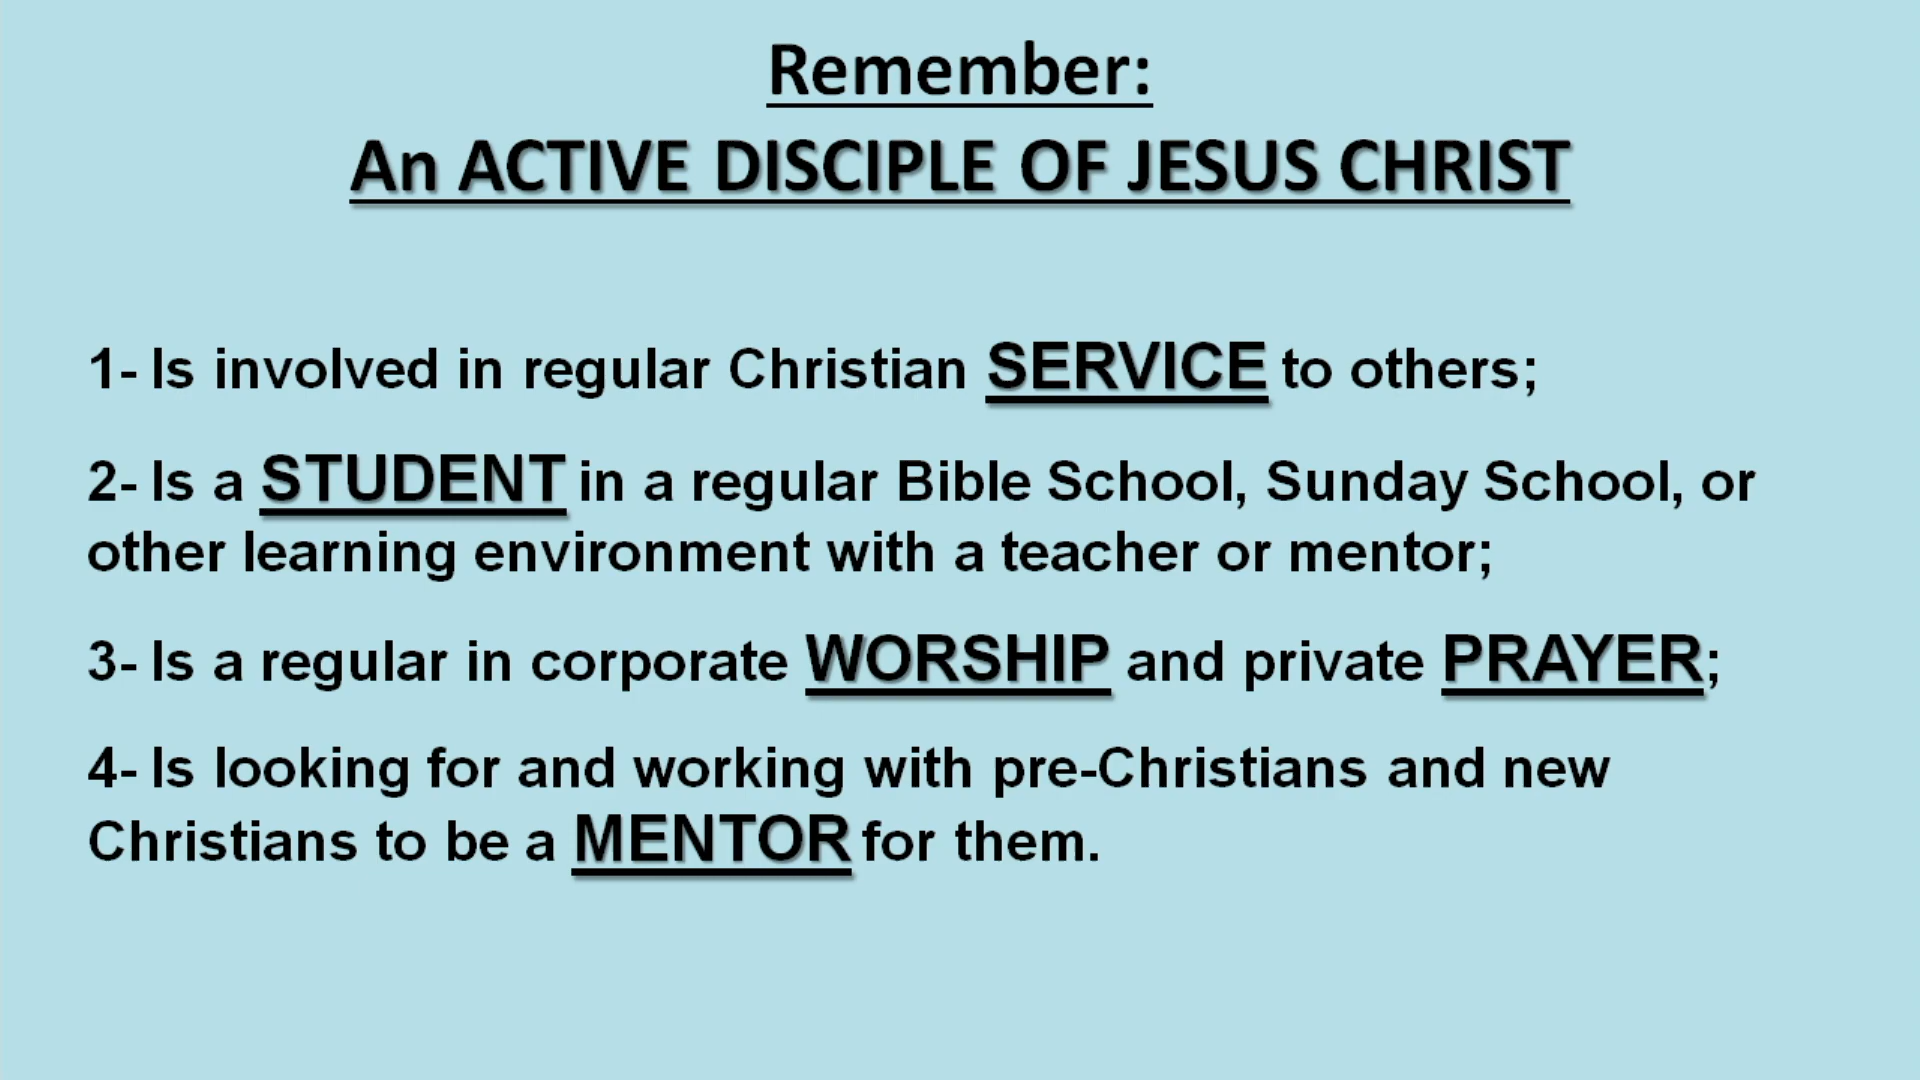 Remember:
An ACTIVE DISCIPLE OF JESUS CHRIST
1- Is involved in regular Christian SERVICE to others;
2- Is a STUDENT in a regular Bible School, Sunday School, or
other learning environment with a teacher or mentor;
3- Is a regular in corporate WORSHIP and private PRAYER;
4- Is looking for and working with pre-Christians and new
Christians to be a MENTOR for them.